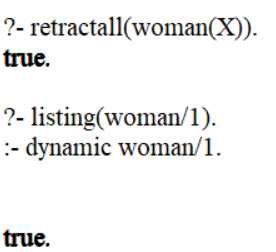 ?- retractall(woman(X)).
true.
?- listing(woman/1).
:- dynamic woman/1.
true.